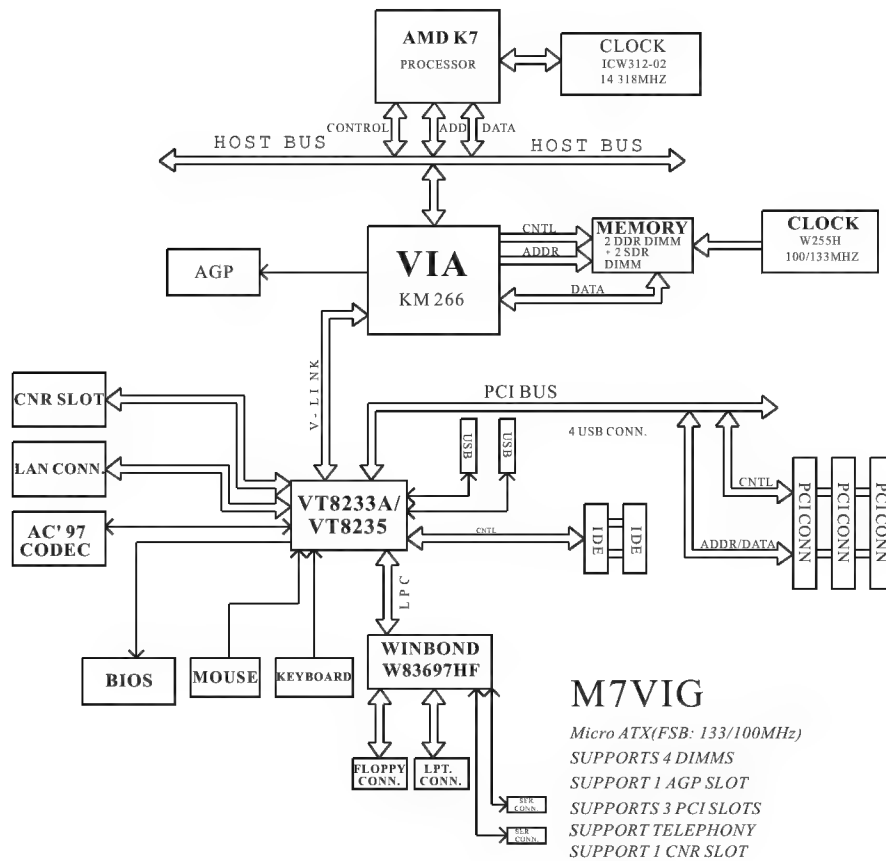 AMD K7
PROCESSOR
CLOCK
ICW312-02
14 318MHZ
CONTROL
ADD
DATA
HOST BUS
HOST BUS
VIA
KM 266
CNTL
ADDR
DATA
MEMORY
2 DDR DIMM
+ 2 SDR
DIMM
CLOCK
W255H
100/133MHZ
AGP
V-LINK
PCI BUS
4 USB CONN.
USB
USB
CNR SLOT
LAN CONN.
AC' 97
CODEC
VT8233A/
VT8235
CNTL
IDE
IDE
CNTL
ADDR/DATA
PCI CONN
PCI CONN
PCI CONN
LPC
BIOS
MOUSE
KEYBOARD
WINBOND
W83697HF
FLOPPY
CONN.
LPT.
CONN.
SER.
CONN.
SER.
CONN.
M7VIG
Micro ATX(FSB: 133/100MHz)
SUPPORTS 4 DIMMS
SUPPORT 1 AGP SLOT
SUPPORTS 3 PCI SLOTS
SUPPORT TELEPHONY
SUPPORT 1 CNR SLOT